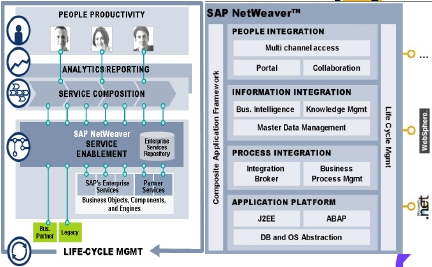 PEOPLE PRODUCTIVITY
ANALYTICS REPORTING
SERVICE COMPOSITION
SAP NetWeaver
SERVICE
ENABLEMENT
Enterprise
Services
Repository
SAP's Enterprise
Services
Partner
Services
Business Objects, Components,
and Engines
Bus.
Partner
Legacy
LIFE-CYCLE MGMT
SAP NetWeaver™
Composite Application Framework
PEOPLE INTEGRATION
Multi channel access
Portal
Collaboration
INFORMATION INTEGRATION
Bus. Intelligence
Knowledge Mgmt
Master Data Management
PROCESS INTEGRATION
Integration
Broker
Business
Process Mgmt
APPLICATION PLATFORM
J2EE
ABAP
DB and OS Abstraction
Life Cycle Mgmt
...
WebSphere
.net